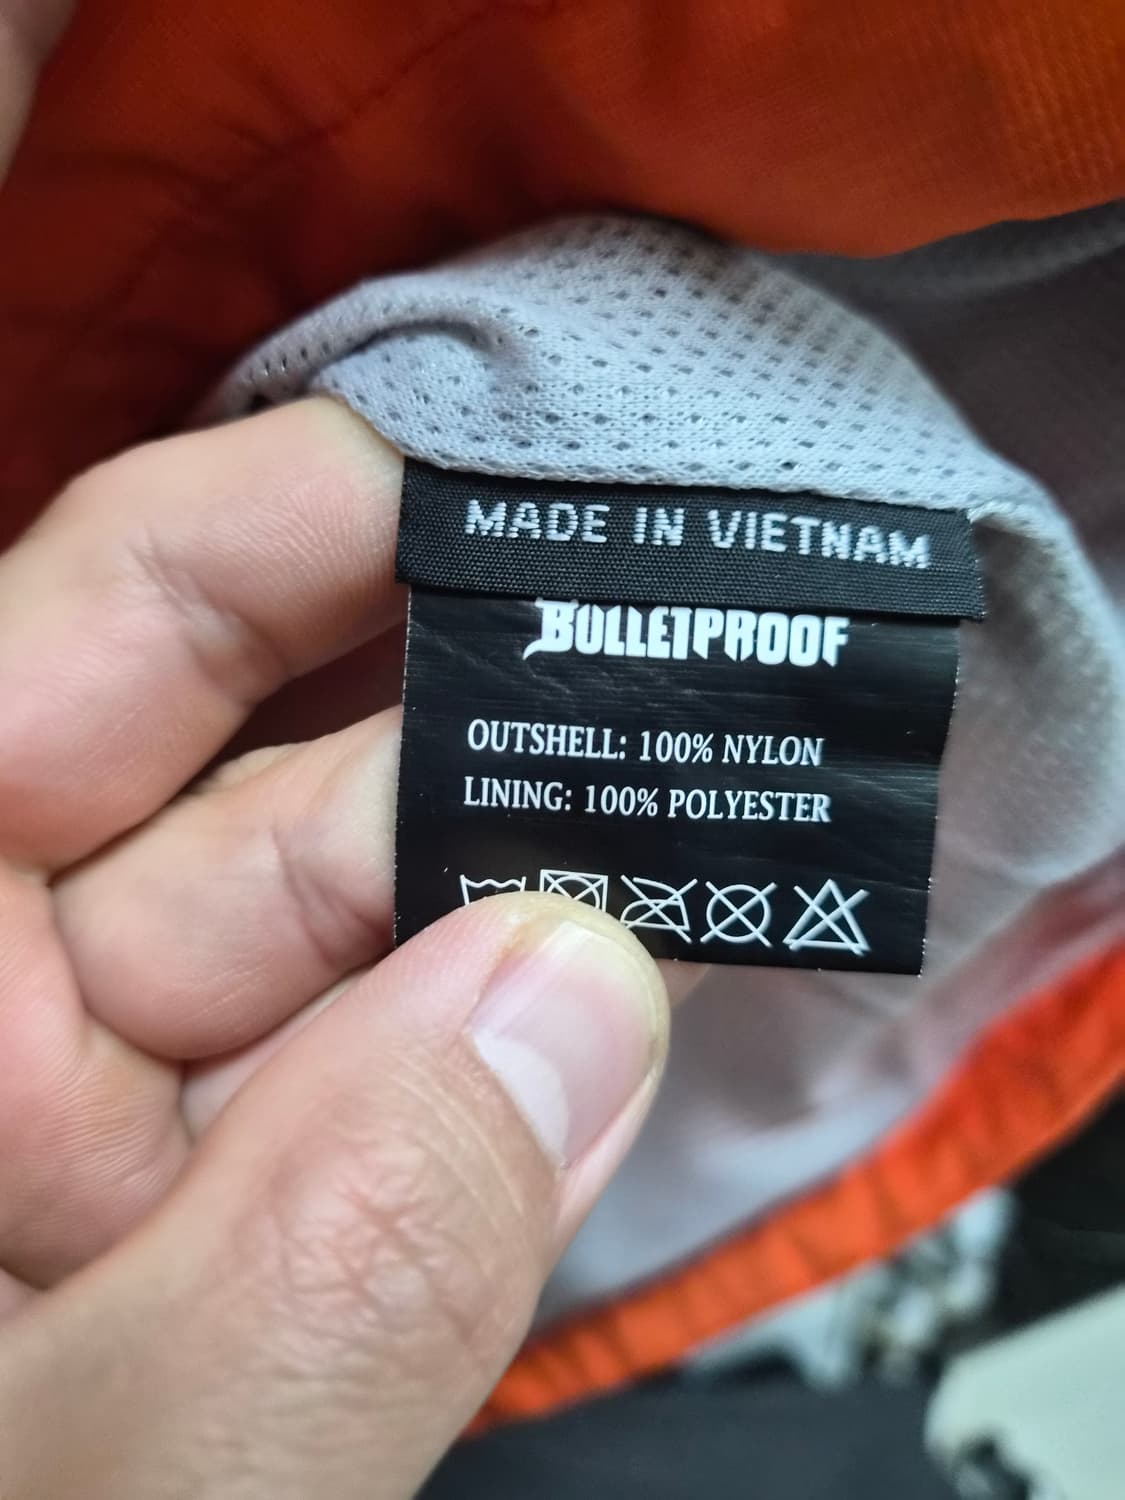 MADE IN VIETNAM
BULLETPROOF
OUTSHELL: 100% NYLON
LINING: 100% POLYESTER